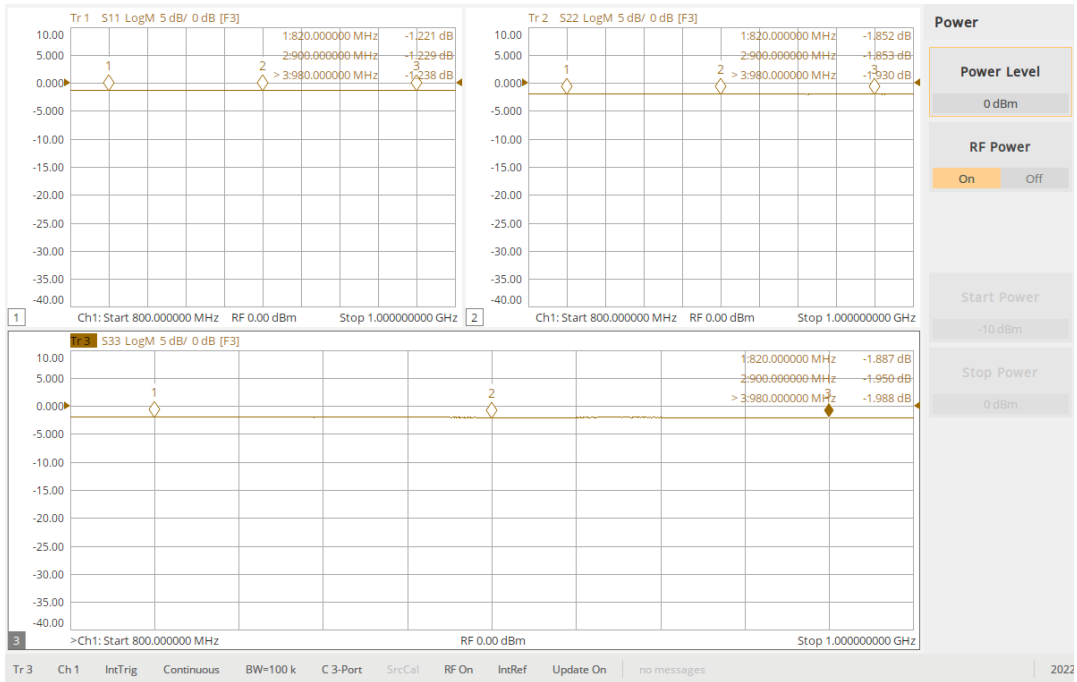 Tr 1 S11 LogM 5 dB/ 0 dB [F3]
10.00
5.000
0.000
-5.000
-10.00
-15.00
-20.00
-25.00
-30.00
-35.00
-40.00
1:820.000000 MHz -1.221 dB
2:900.000000 MHz -1.229 dB
> 3:980.000000 MHz -1.238 dB
1
2
3
1
Ch1: Start 800.000000 MHz RF 0.00 dBm Stop 1.000000000 GHz
Tr 2 S22 LogM 5 dB/ 0 dB [F3]
10.00
5.000
0.000
-5.000
-10.00
-15.00
-20.00
-25.00
-30.00
-35.00
-40.00
1:820.000000 MHz -1.852 dB
2:900.000000 MHz -1.853 dB
> 3:980.000000 MHz -1.930 dB
1
2
3
2
Ch1: Start 800.000000 MHz RF 0.00 dBm Stop 1.000000000 GHz
Tr 3 S33 LogM 5 dB/ 0 dB [F3]
10.00
5.000
0.000
-5.000
-10.00
-15.00
-20.00
-25.00
-30.00
-35.00
-40.00
1:820.000000 MHz -1.887 dB
2:900.000000 MHz -1.950 dB
> 3:980.000000 MHz -1.988 dB
1
2
3
3
>Ch1: Start 800.000000 MHz RF 0.00 dBm Stop 1.000000000 GHz
Power
Power Level
0 dBm
RF Power
On Off
Start Power
-10 dBm
Stop Power
0 dBm
Tr 3 Ch 1 IntTrig Continuous BW=100 k C 3-Port SrcCal RF On IntRef Update On no messages 2022